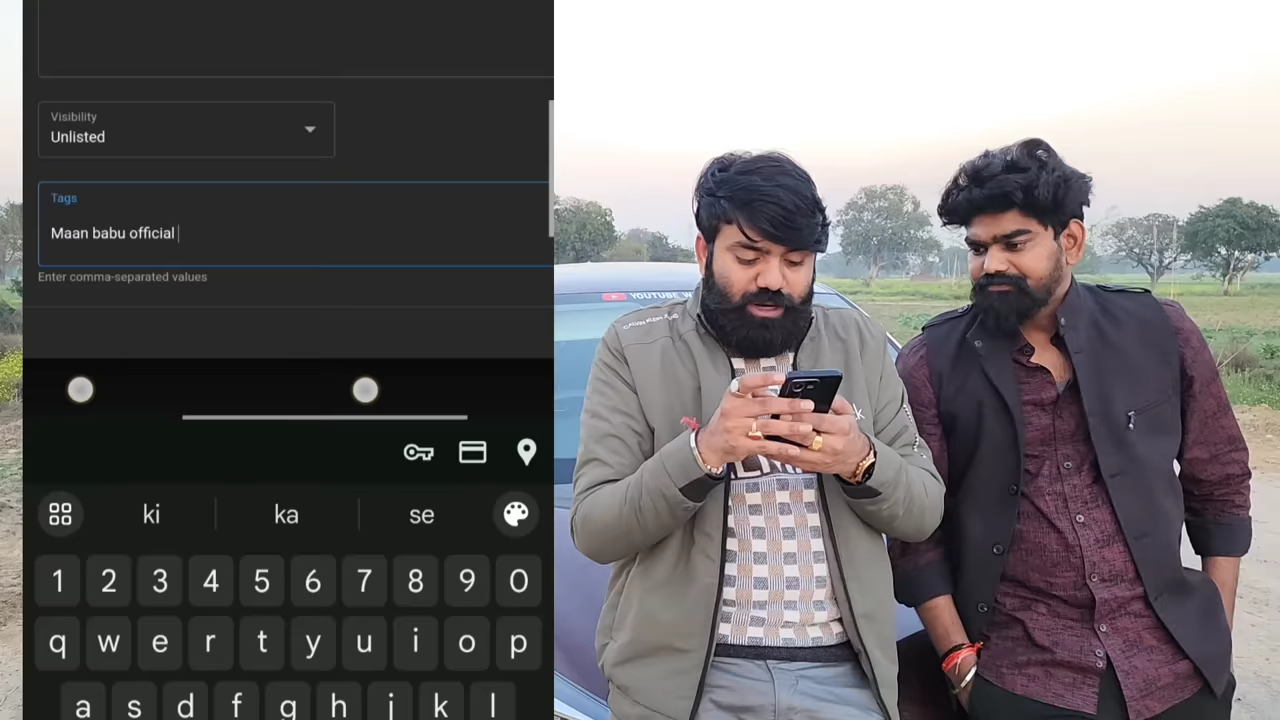 Visibility
Unlisted
Tags
Maan babu official
Enter comma-separated values
ki ka se
1 2 3 4 5 6 7 8 9 0
q w e r t y u i o p
a s d f g h j k l
YOUTUBE W
k